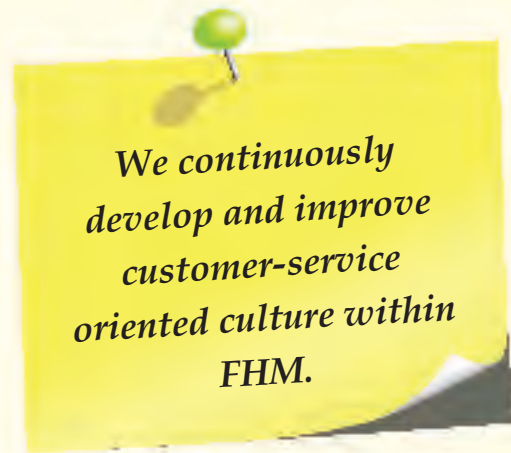 We continuously
develop and improve
customer-service
oriented culture within
FHM.